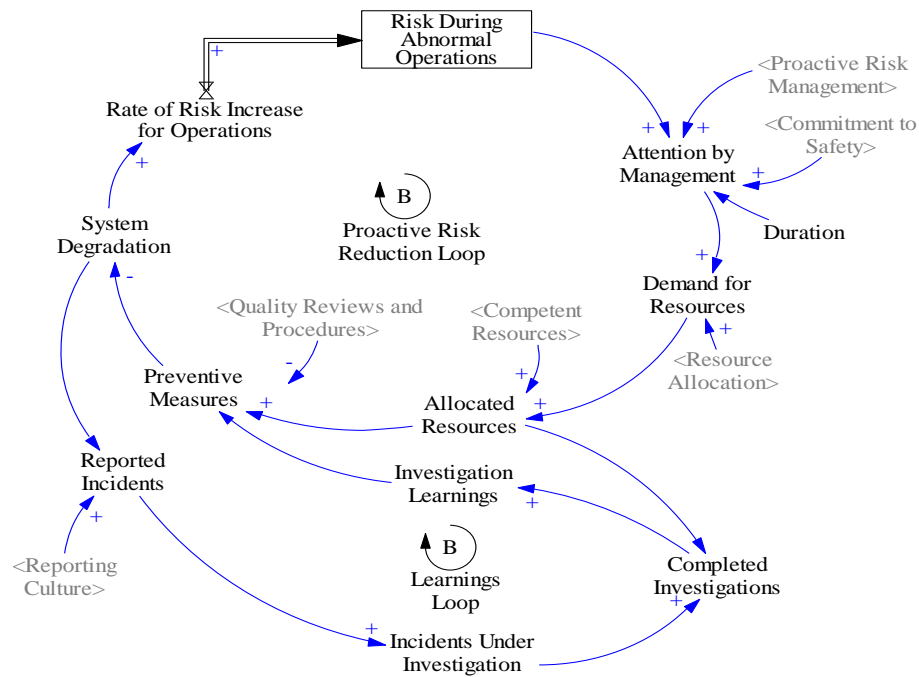 Risk During
Abnormal
Operations
+
<Proactive Risk
Management>
Rate of Risk Increase
for Operations
+
+
<Commitment to
Safety>
Attention by
Management
+
+
B
Proactive Risk
Reduction Loop
System
Degradation
Duration
+
-
Demand for
Resources
<Quality Reviews and
Procedures>
<Competent
Resources>
+
<Resource
Allocation>
-
+
Preventive
Measures
+
Allocated
Resources
+
Reported
Incidents
Investigation
Learnings
+
+
<Reporting
Culture>
B
Learnings
Loop
Completed
Investigations
+
+
Incidents Under
Investigation